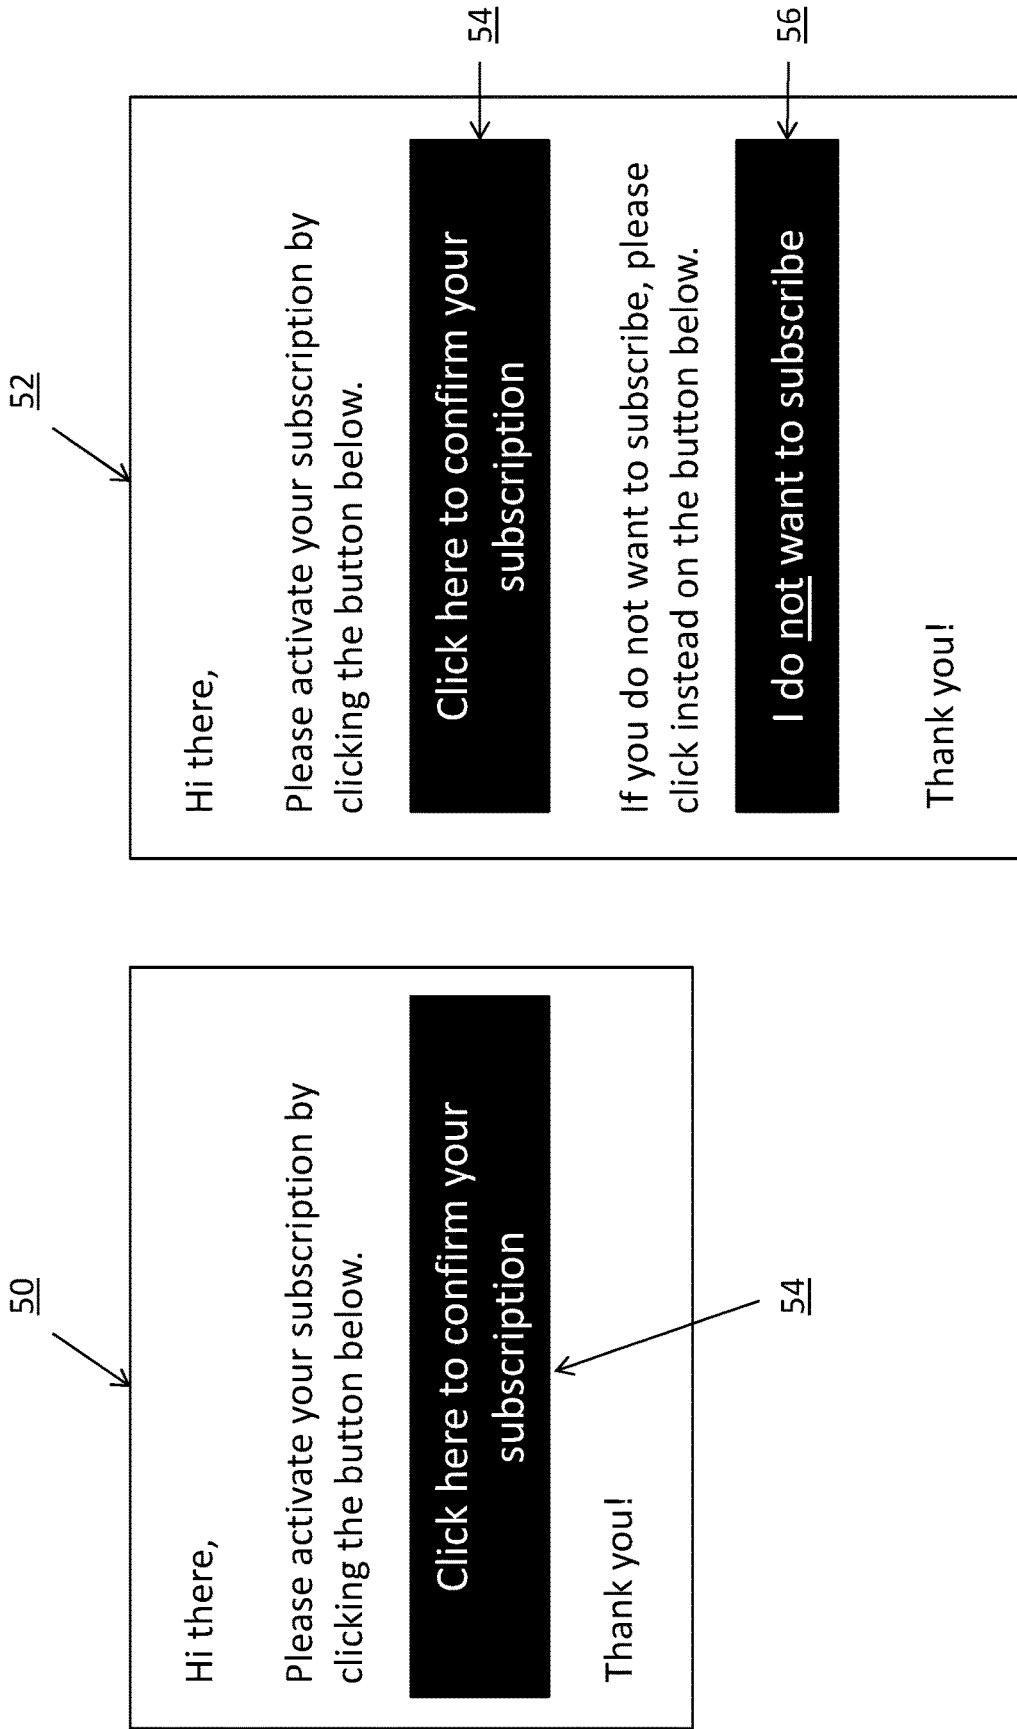 50
Hi there,
Please activate your subscription by
clicking the button below.
Click here to confirm your
subscription
54
Thank you!
52
Hi there,
Please activate your subscription by
clicking the button below.
Click here to confirm your
subscription
54
If you do not want to subscribe, please
click instead on the button below.
I do not want to subscribe
56
Thank you!